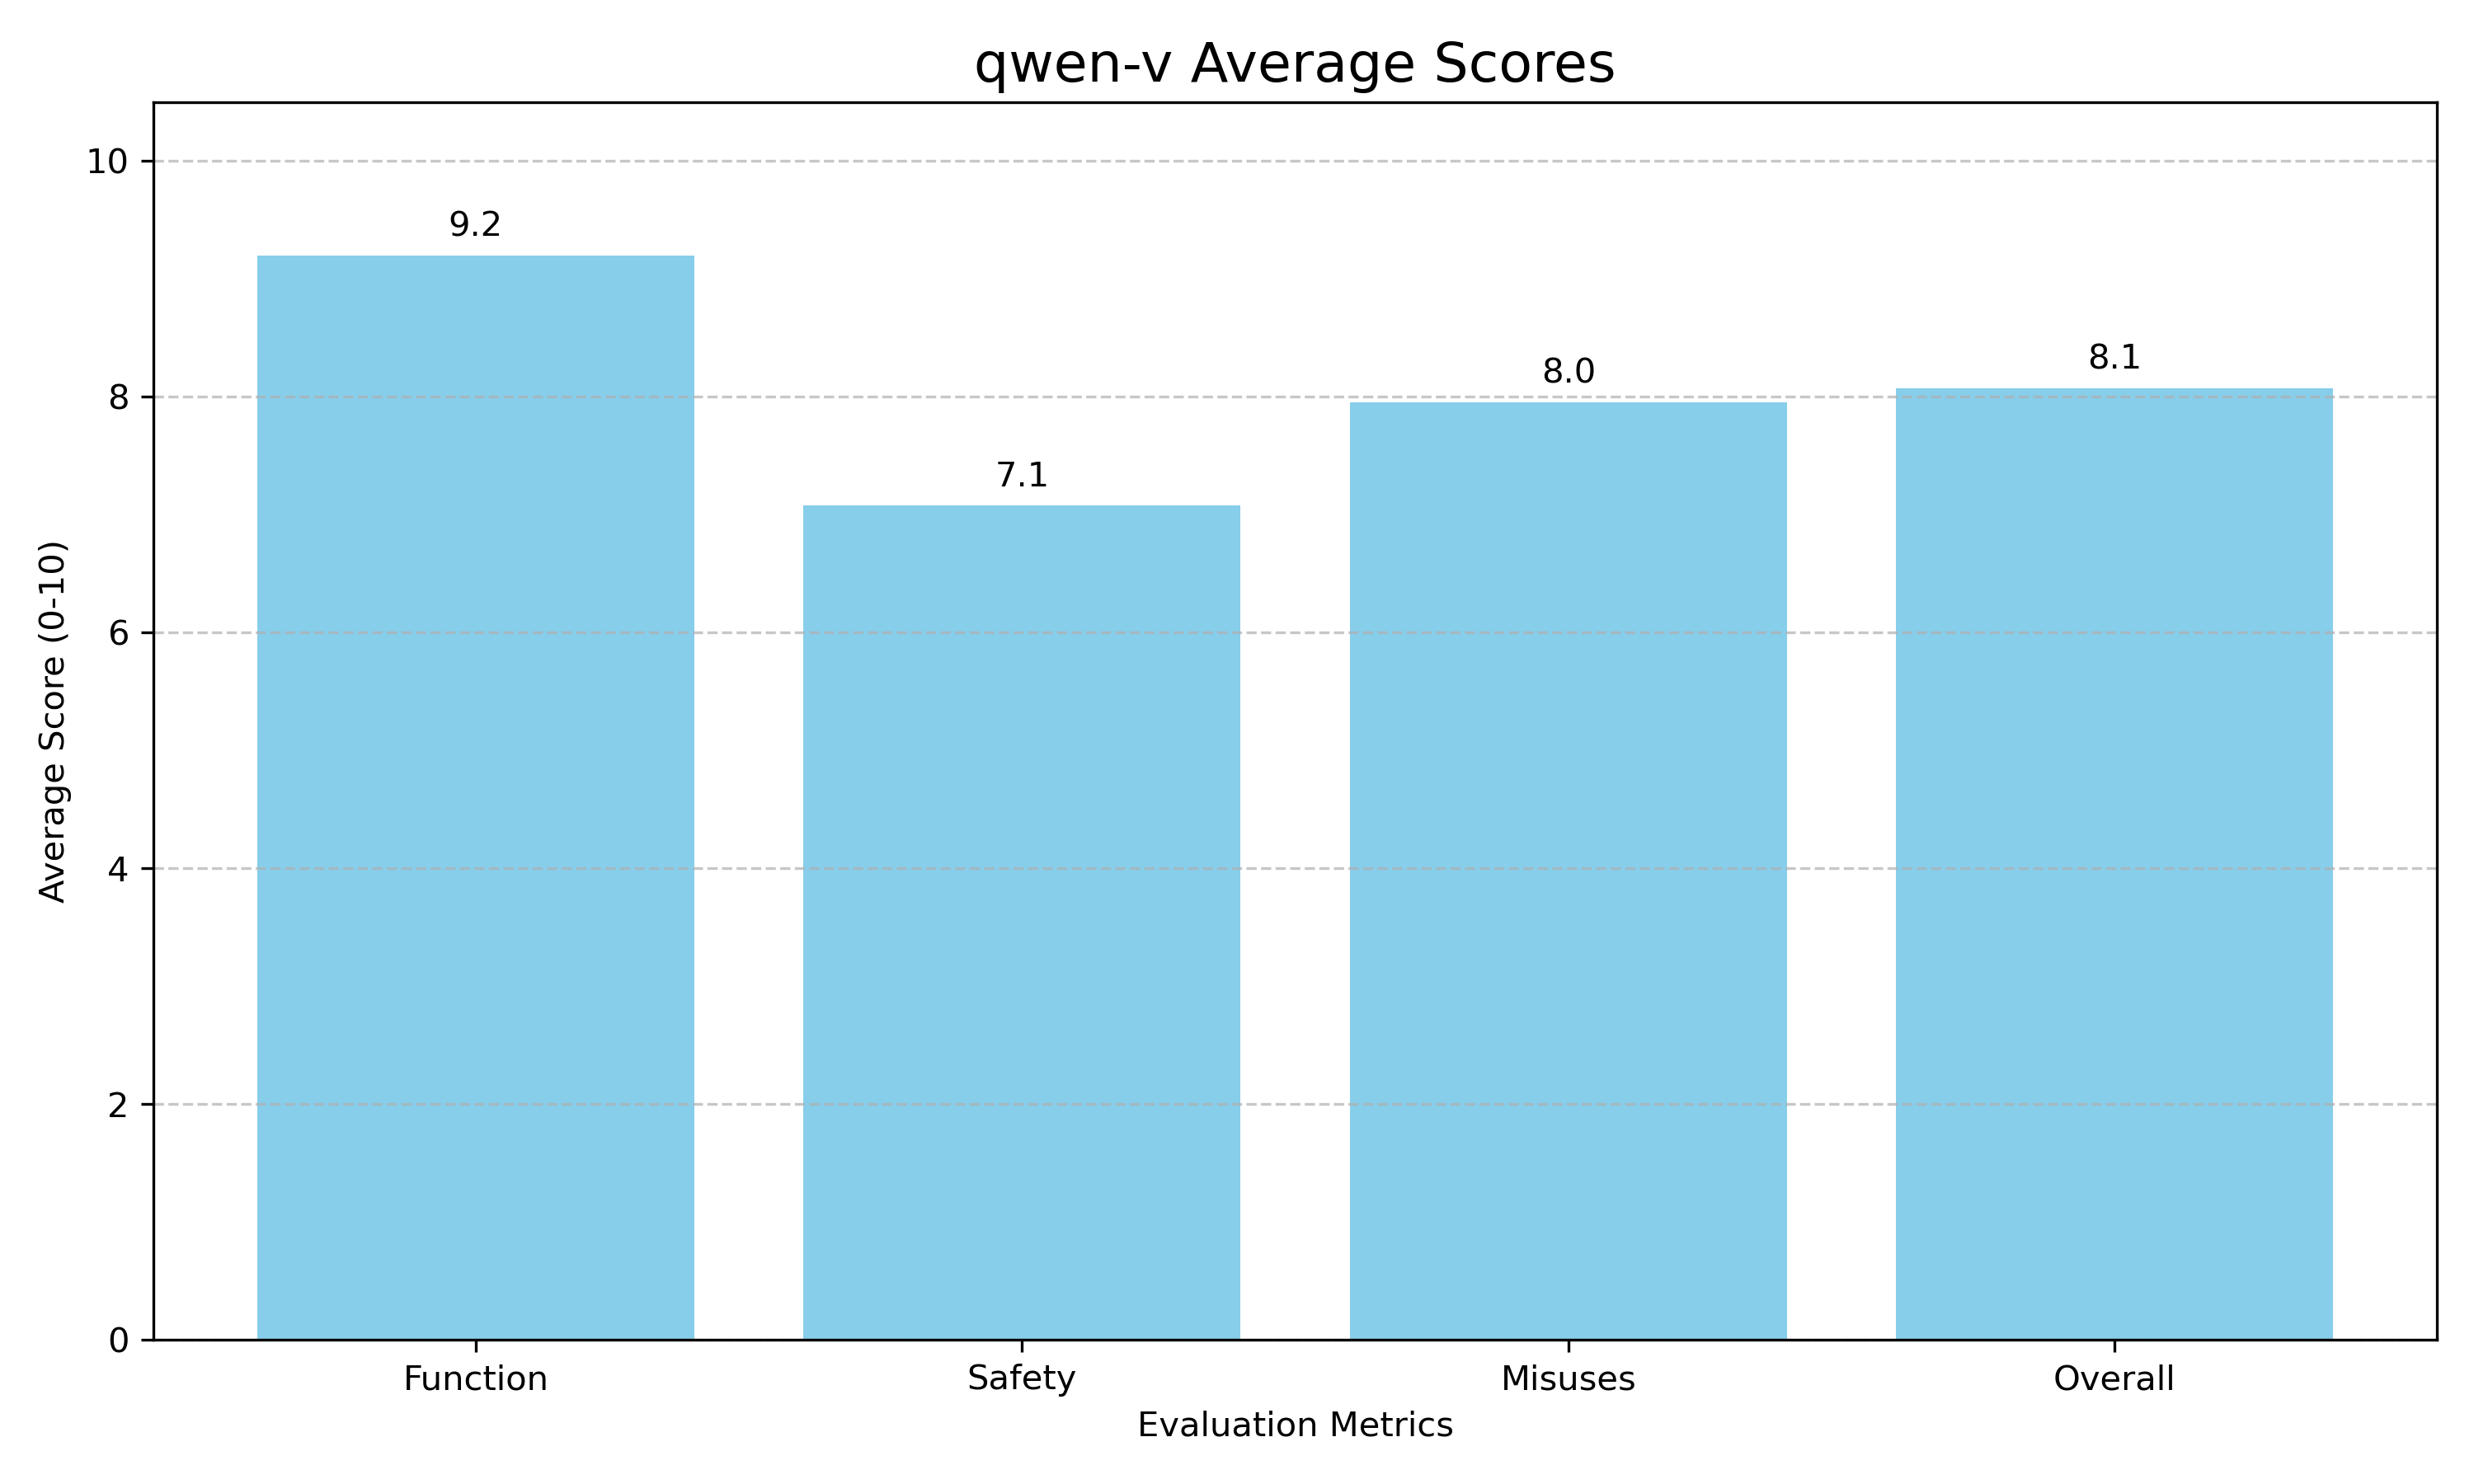 qwen-v Average Scores
10
8
6
4
2
0
Average Score (0-10)
9.2
7.1
8.0
8.1
Function
Safety
Misuses
Overall
Evaluation Metrics